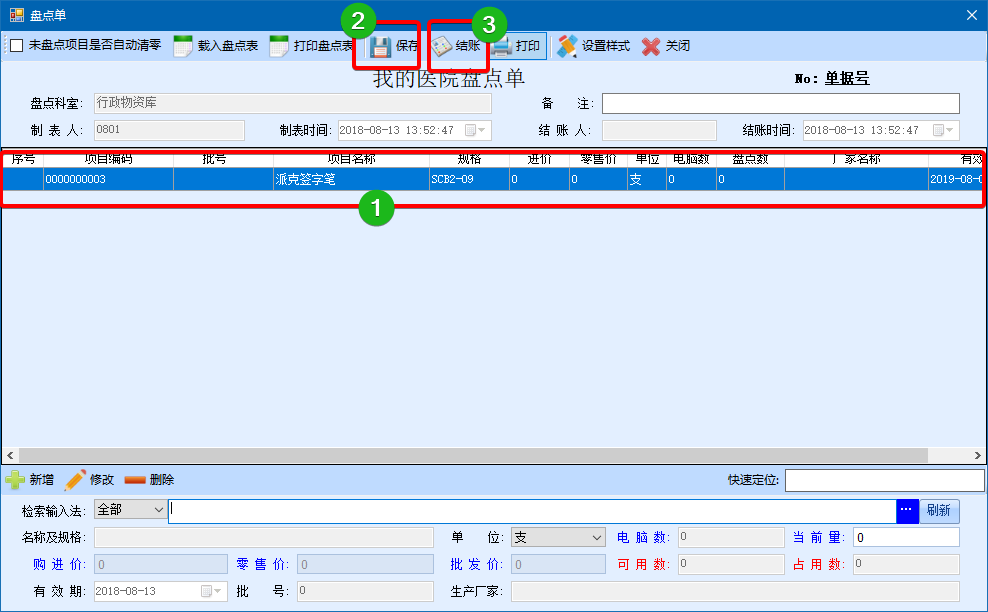 盘点单
未盘点项目是否自动清零 载入盘点表 打印盘点表 保存 结账 打印 设置样式 关闭
2 3
我的医院盘点单
No: 单据号
盘点科室: 行政物资库 备 注:
制 表 人: 0801 制表时间: 2018-08-13 13:52:47 结 账 人: 结账时间: 2018-08-13 13:52:47
序号 项目编码 批号 项目名称 规格 进价 零售价 单位 电脑数 盘点数 厂家名称 有效
0000000003 派克签字笔 SCB2-09 0 0 支 0 0 2019-08-0
1
新增 修改 删除 快速定位:
检索输入法: 全部 ... 刷新
名称及规格: 单 位: 支 电 脑 数: 0 当 前 量: 0
购 进 价: 0 零 售 价: 0 批 发 价: 0 可 用 数: 0 占 用 数: 0
有 效 期: 2018-08-13 批 号: 0 生产厂家: